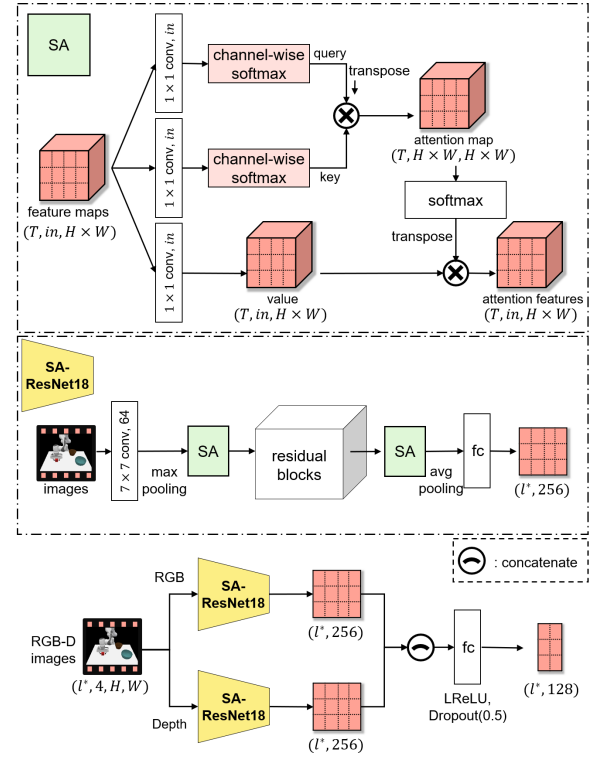 SA
1 × 1 conv, in
channel-wise
softmax
query
transpose
1 × 1 conv, in
channel-wise
softmax
key
attention map
(T, H × W, H × W)
feature maps
(T, in, H × W)
softmax
transpose
1 × 1 conv, in
value
(T, in, H × W)
attention features
(T, in, H × W)
SA-
ResNet18
images
7 × 7 conv, 64
max
pooling
SA
residual
blocks
SA
avg
pooling
fc
(l*, 256)
: concatenate
RGB-D
images
(l*, 4, H, W)
RGB
SA-
ResNet18
(l*, 256)
Depth
SA-
ResNet18
(l*, 256)
fc
LReLU,
Dropout(0.5)
(l*, 128)